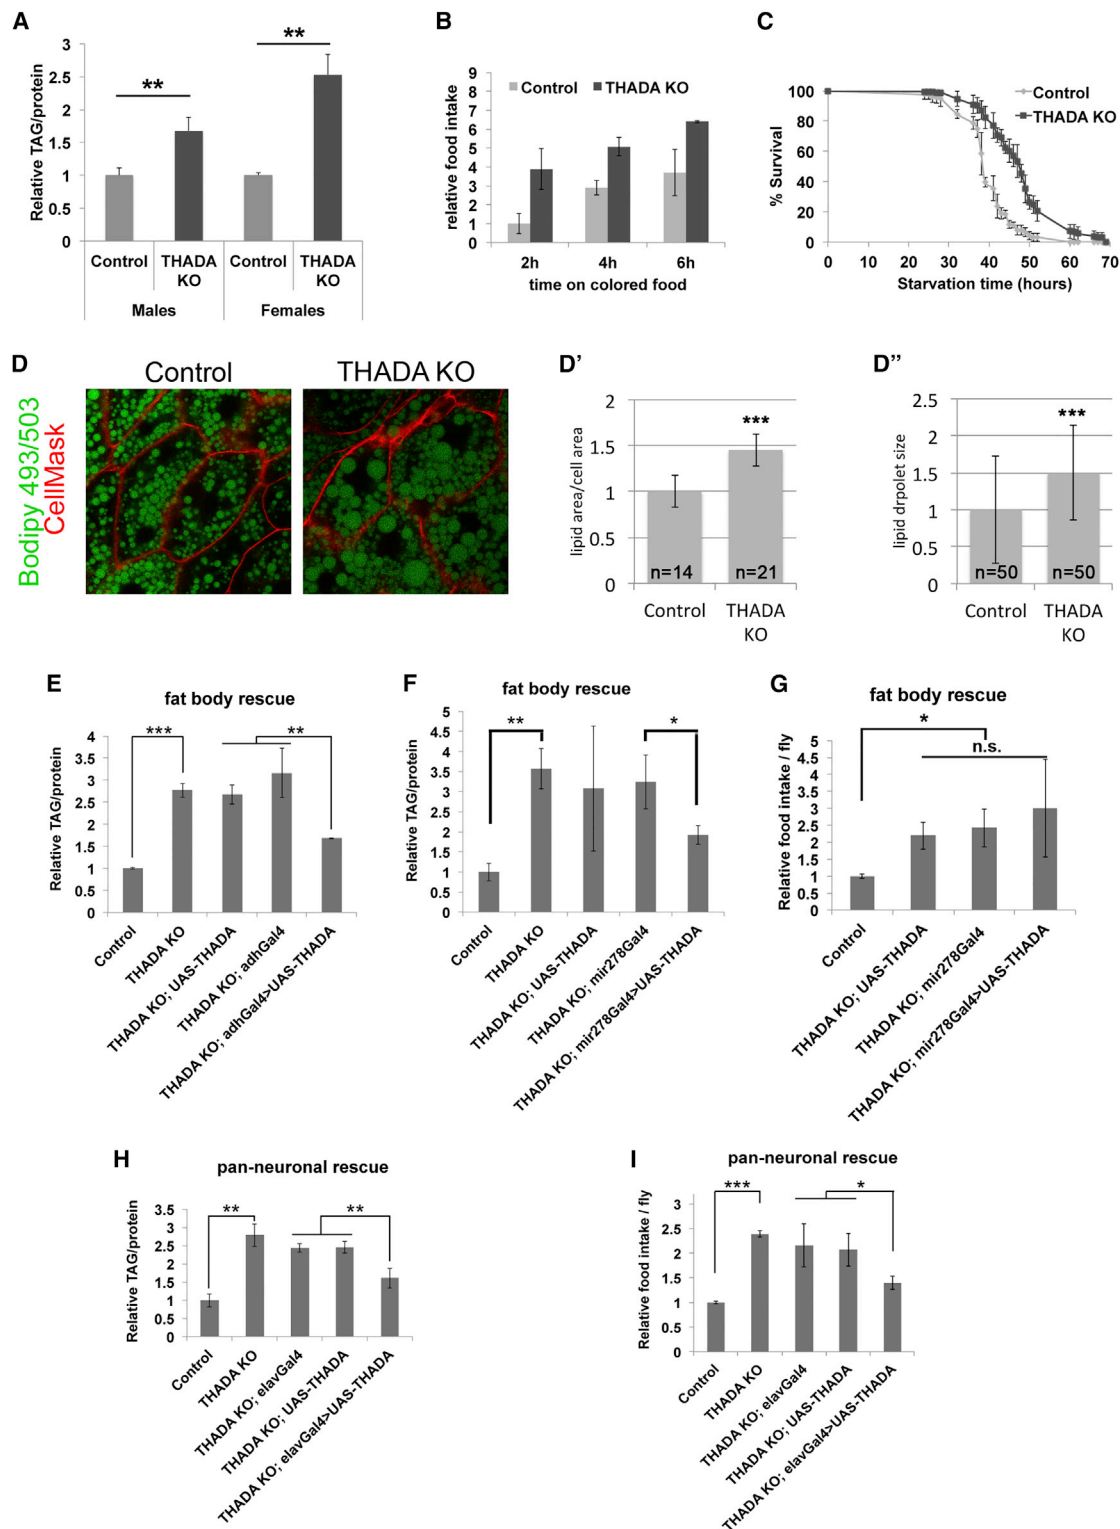 A
Relative TAG/protein
3
2.5
2
1.5
1
0.5
0
**
**
Control
THADA KO
Control
THADA KO
Males
Females
B
relative food intake
9
8
7
6
5
4
3
2
1
0
Control
THADA KO
2h
4h
6h
time on colored food
C
% Survival
100
80
60
40
20
0
Control
THADA KO
0
10
20
30
40
50
60
70
Starvation time (hours)
D
Bodipy 493/503
CellMask
Control
THADA KO
D'
lipid area/cell area
2
1.5
1
0.5
0
***
n=14
n=21
Control
THADA KO
D"
lipid drpolet size
2.5
2
1.5
1
0.5
0
***
n=50
n=50
Control
THADA KO
E
fat body rescue
Relative TAG/protein
4
3.5
3
2.5
2
1.5
1
0.5
0
***
**
Control
THADA KO
THADA KO; UAS-THADA
THADA KO; adhGal4
THADA KO; adhGal4>UAS-THADA
F
fat body rescue
Relative TAG/protein
5
4.5
4
3.5
3
2.5
2
1.5
1
0.5
0
**
*
Control
THADA KO
THADA KO; UAS-THADA
THADA KO; mir278Gal4
THADA KO; mir278Gal4>UAS-THADA
G
fat body rescue
Relative food intake / fly
5
4.5
4
3.5
3
2.5
2
1.5
1
0.5
0
*
n.s.
Control
THADA KO; UAS-THADA
THADA KO; mir278Gal4
THADA KO; mir278Gal4>UAS-THADA
H
pan-neuronal rescue
Relative TAG/protein
3.5
3
2.5
2
1.5
1
0.5
0
**
**
Control
THADA KO
THADA KO; elavGal4
THADA KO; UAS-THADA
THADA KO; elavGal4>UAS-THADA
I
pan-neuronal rescue
Relative food intake / fly
3
2.5
2
1.5
1
0.5
0
***
*
Control
THADA KO
THADA KO; elavGal4
THADA KO; UAS-THADA
THADA KO; elavGal4>UAS-THADA